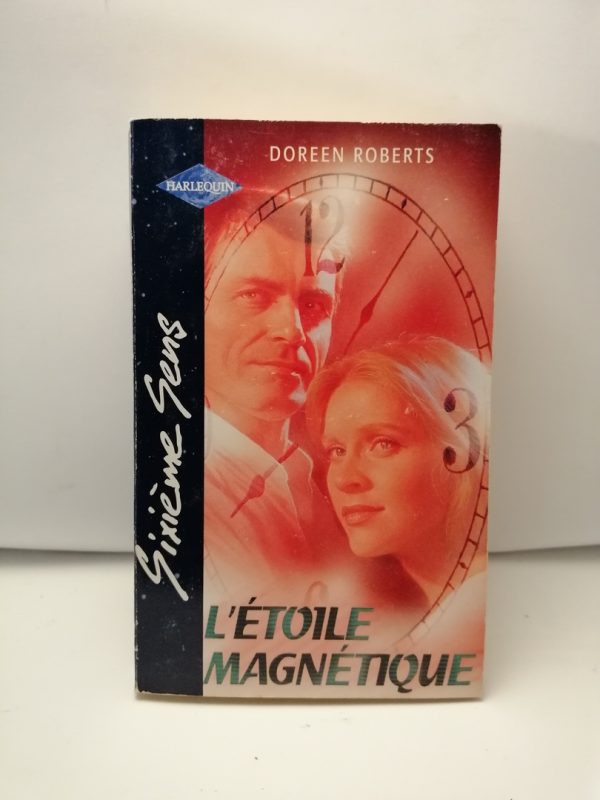 DOREEN ROBERTS
HARLEQUIN
12
3
Sixième Sens
L'ÉTOILE
MAGNÉTIQUE